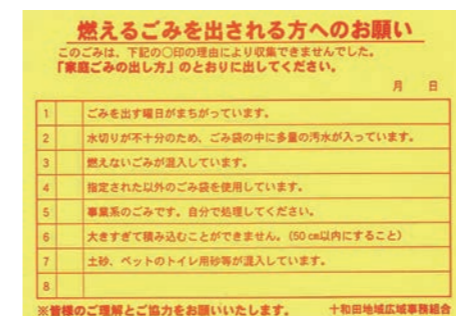 燃えるごみを出される方へのお願い
このごみは、下記の○印の理由により収集できませんでした。
「家庭ごみの出し方」のとおりに出してください。
月 日
1 ごみを出す曜日がまちがっています。
2 水切りが不十分のため、ごみ袋の中に多量の汚水が入っています。
3 燃えないごみが混入しています。
4 指定された以外のごみ袋を使用しています。
5 事業系のごみです。自分で処理してください。
6 大きすぎて積み込むことができません。(50㎝以内にすること)
7 土砂、ペットのトイレ用砂等が混入しています。
8
※皆様のご理解とご協力をお願いいたします。 十和田地域広域事務組合